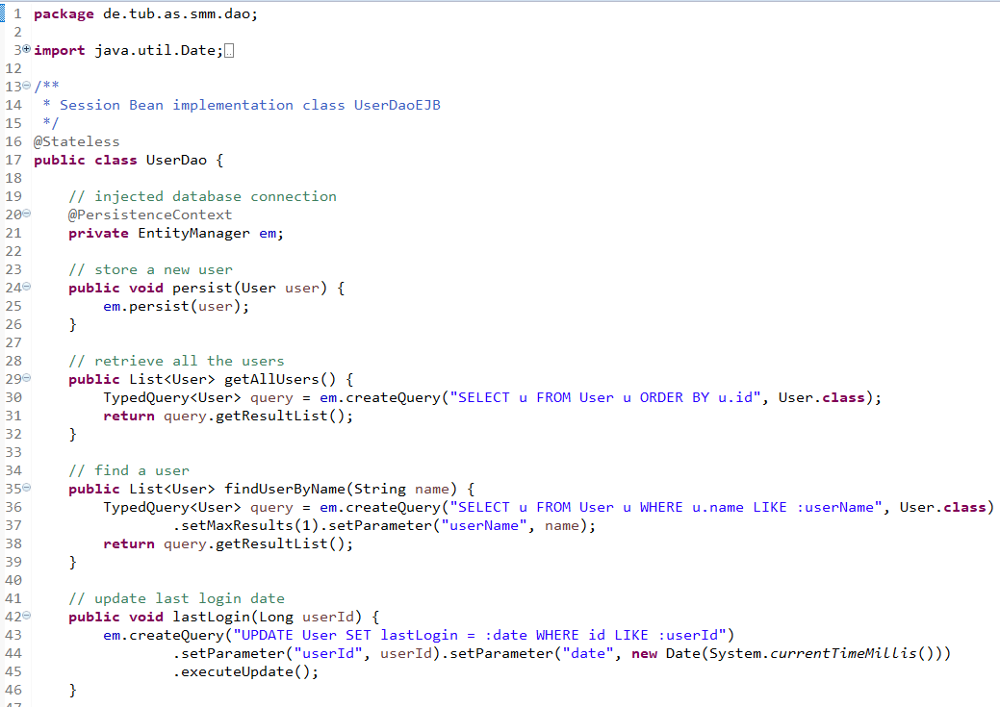 1 package de.tub.as.smm.dao;
2
3 import java.util.Date;
12
13 /**
14  * Session Bean implementation class UserDaoEJB
15  */
16 @Stateless
17 public class UserDao {
18
19     // injected database connection
20     @PersistenceContext
21     private EntityManager em;
22
23     // store a new user
24     public void persist(User user) {
25         em.persist(user);
26     }
27
28     // retrieve all the users
29     public List<User> getAllUsers() {
30         TypedQuery<User> query = em.createQuery("SELECT u FROM User u ORDER BY u.id", User.class);
31         return query.getResultList();
32     }
33
34     // find a user
35     public List<User> findUserByName(String name) {
36         TypedQuery<User> query = em.createQuery("SELECT u FROM User u WHERE u.name LIKE :userName", User.class)
37                 .setMaxResults(1).setParameter("userName", name);
38         return query.getResultList();
39     }
40
41     // update last login date
42     public void lastLogin(Long userId) {
43         em.createQuery("UPDATE User SET lastLogin = :date WHERE id LIKE :userId")
44                 .setParameter("userId", userId).setParameter("date", new Date(System.currentTimeMillis()))
45                 .executeUpdate();
46     }
47